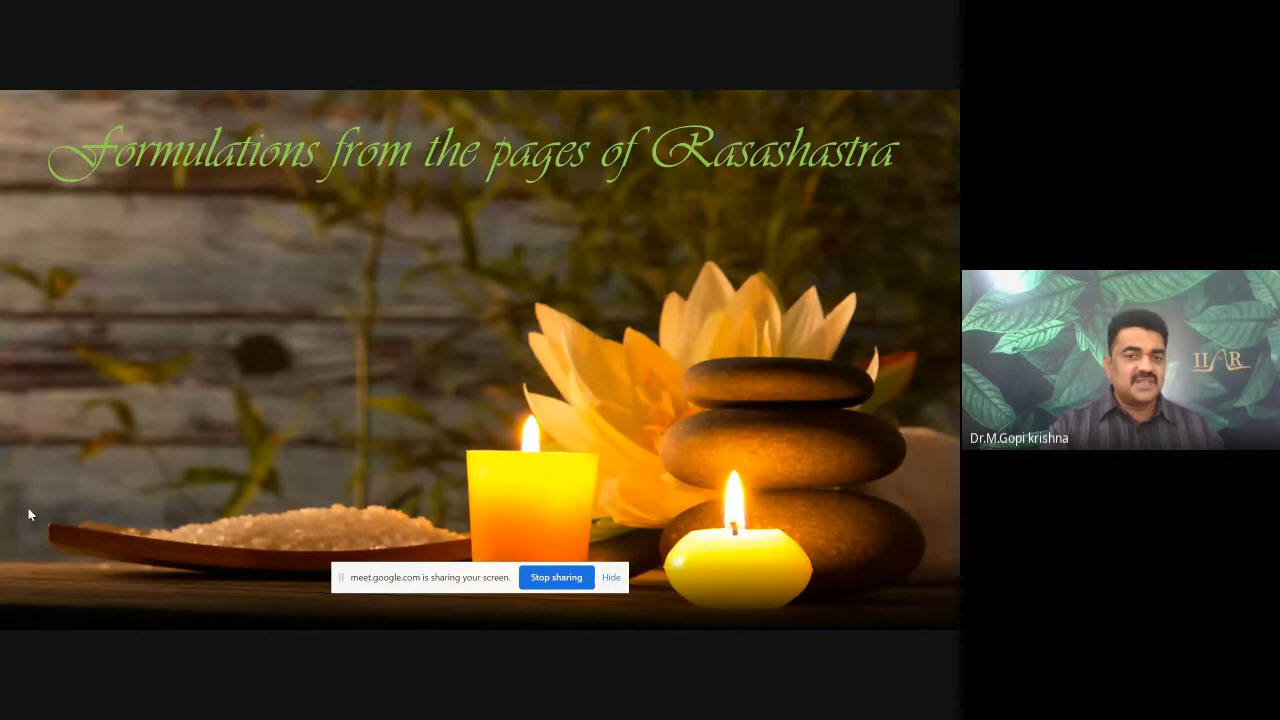 Formulations from the pages of Rasashastra
IIAR
Dr.M.Gopi krishna
meet.google.com is sharing your screen.
Stop sharing
Hide